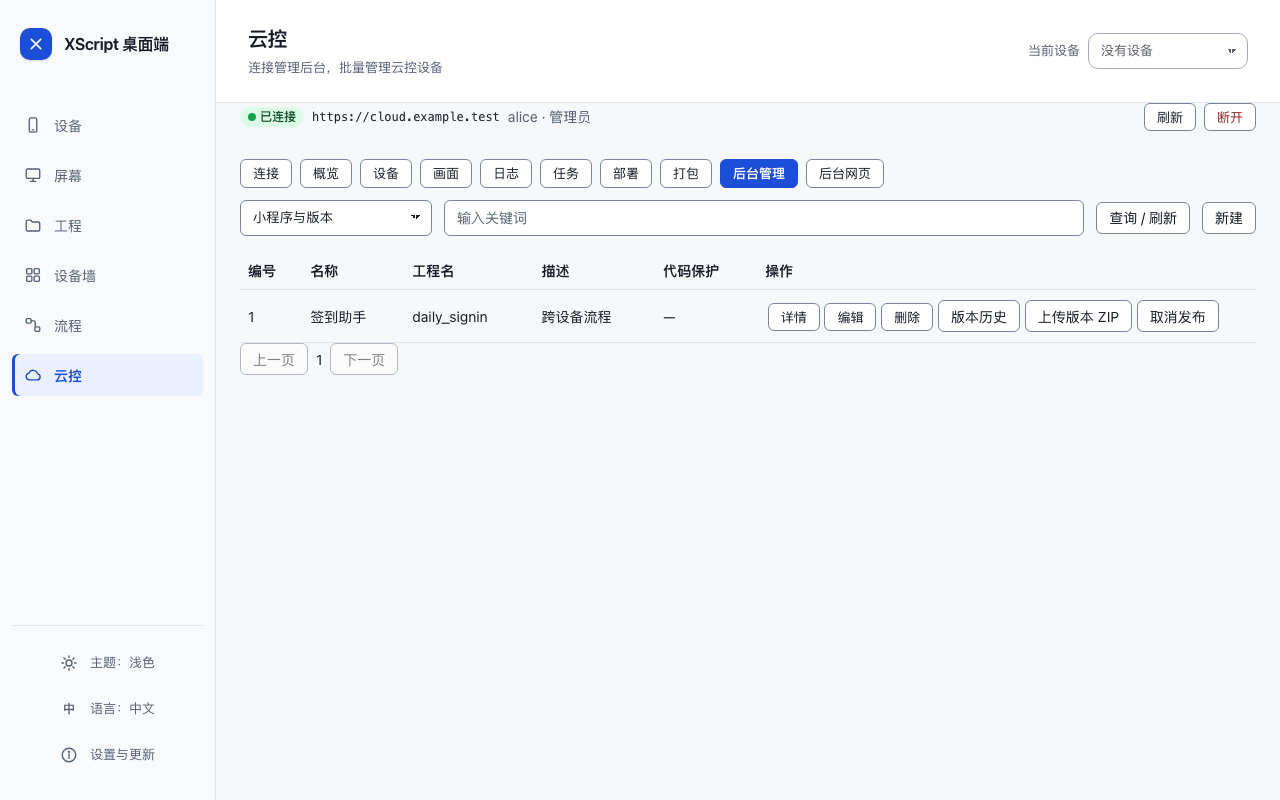 XScript 桌面端
设备
屏幕
工程
设备墙
流程
云控
主题：浅色
中 语言：中文
设置与更新
云控
连接管理后台，批量管理云控设备
当前设备 没有设备
已连接 https://cloud.example.test alice · 管理员 刷新 断开
连接 概览 设备 画面 日志 任务 部署 打包 后台管理 后台网页
小程序与版本 输入关键词 查询 / 刷新 新建
编号 名称 工程名 描述 代码保护 操作
1 签到助手 daily_signin 跨设备流程 — 详情 编辑 删除 版本历史 上传版本 ZIP 取消发布
上一页 1 下一页